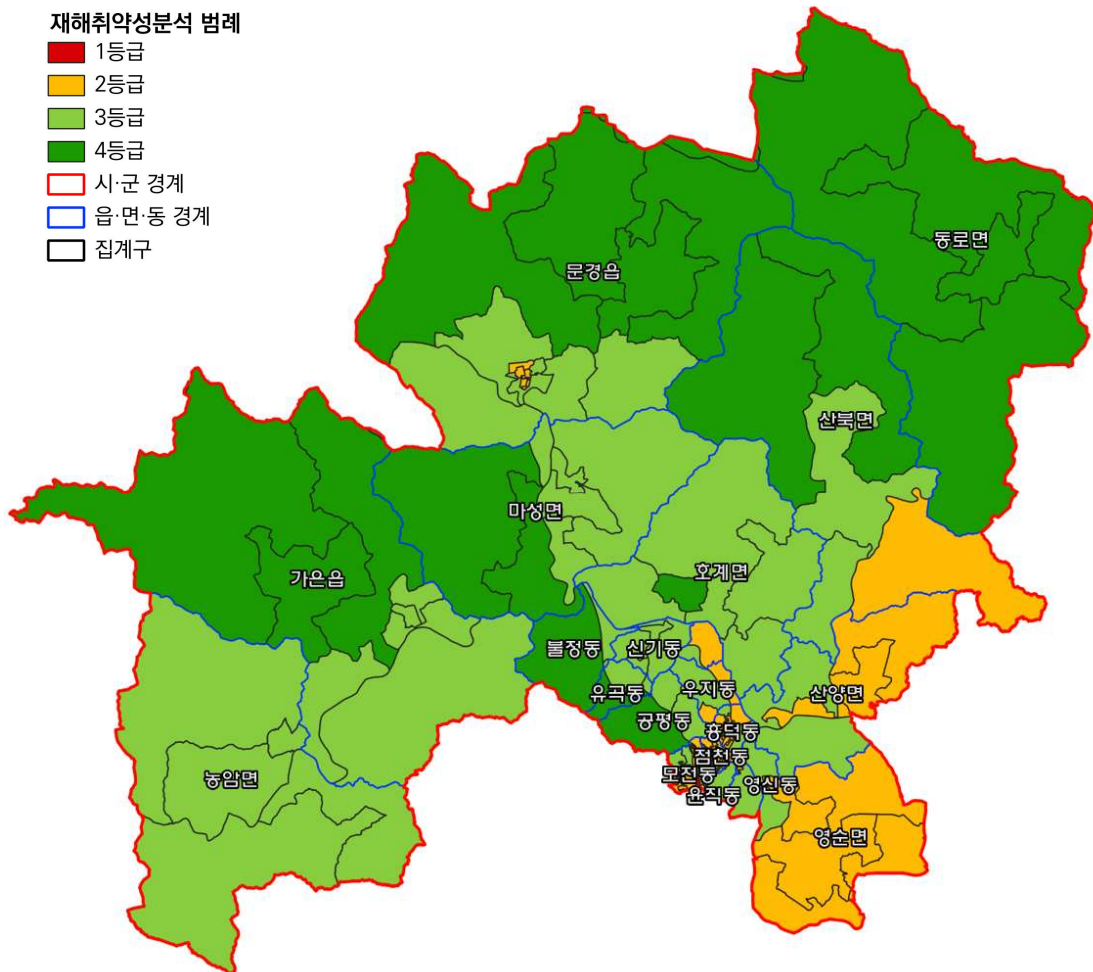 재해취약성분석 범례
1등급
2등급
3등급
4등급
시·군 경계
읍·면·동 경계
집계구
동로면
문경읍
산북면
마성면
호계면
가은읍
불정동
신기동
유곡동
우지동
산양면
공평동
흥덕동
점천동
모전동
영신동
농암면
윤직동
영순면